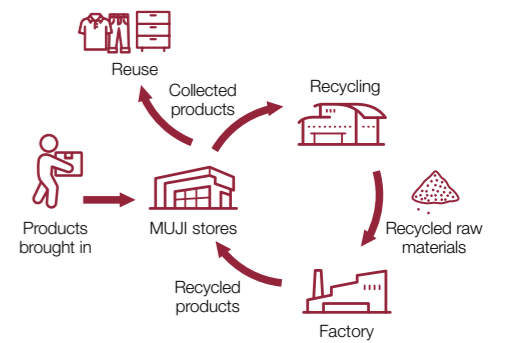 Reuse
Collected
products
Recycling
Products
brought in
MUJI stores
Recycled raw
materials
Recycled
products
Factory